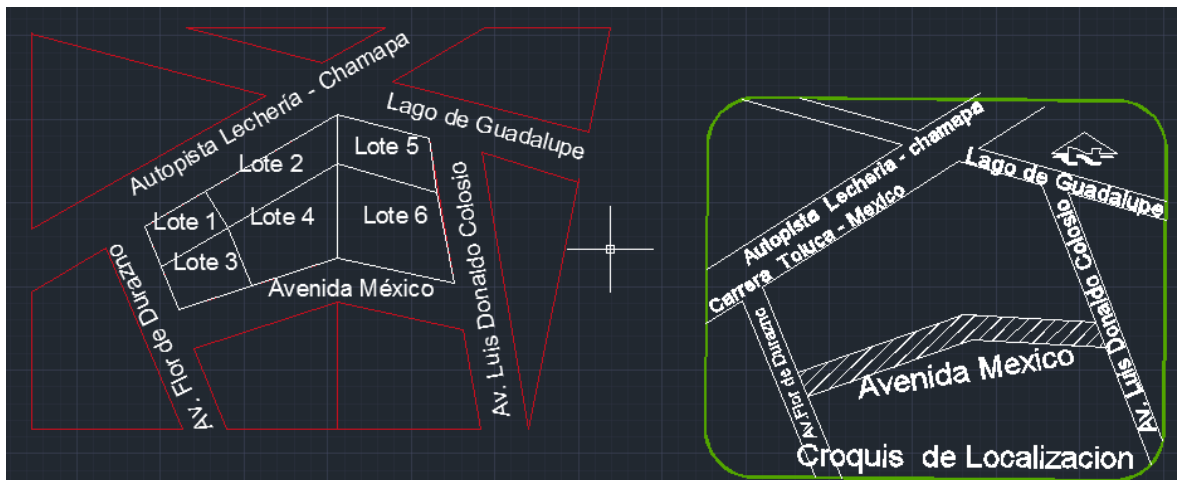 Autopista Lechería - Chamapa
Lago de Guadalupe
Lote 5
Lote 2
Lote 1
Lote 4
Lote 6
Lote 3
Av. Flor de Durazno
Avenida México
Av. Luis Donaldo Colosio
Autopista Lechería - chamapa
Carrera Toluca - Mexico
Lago de Guadalupe
Av.Flor de Durazno
Avenida Mexico
Av. Luis Donaldo Colosio
Croquis de Localizacion